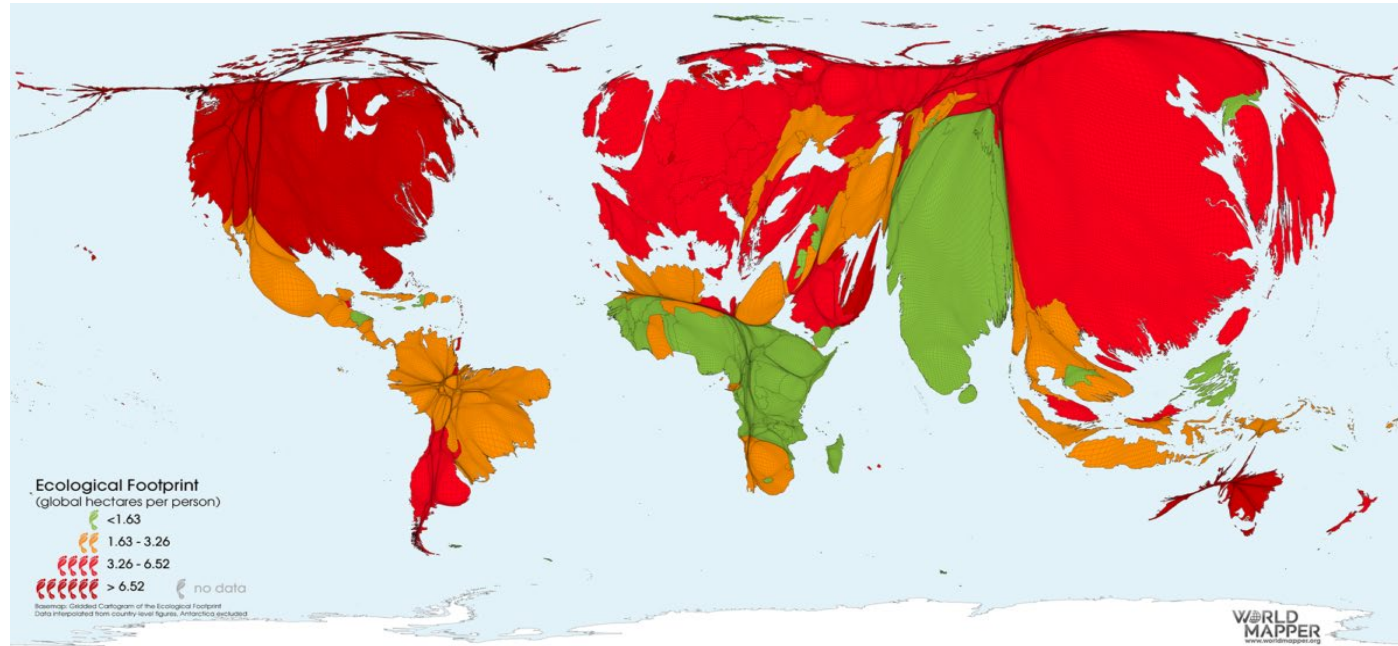 Ecological Footprint
(global hectares per person)
<1.63
1.63 - 3.26
3.26 - 6.52
> 6.52 no data
Basemap: Gridded Cartogram of the Ecological Footprint
Data interpolated from country level figures, Antarctica excluded
WORLD
MAPPER
www.worldmapper.org